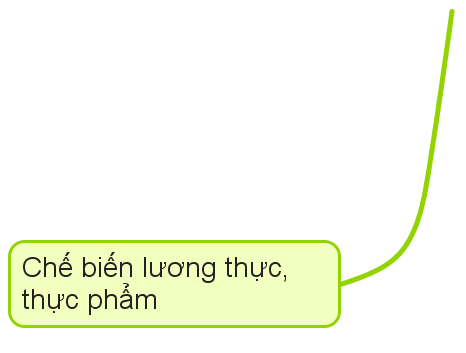 Chế biến lương thực,
thực phẩm